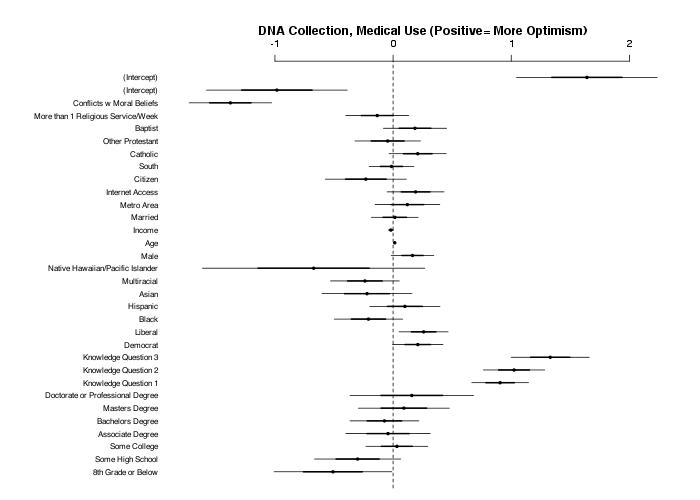 DNA Collection, Medical Use (Positive= More Optimism)
-1 0 1 2
(Intercept)
(Intercept)
Conflicts w Moral Beliefs
More than 1 Religious Service/Week
Baptist
Other Protestant
Catholic
South
Citizen
Internet Access
Metro Area
Married
Income
Age
Male
Native Hawaiian/Pacific Islander
Multiracial
Asian
Hispanic
Black
Liberal
Democrat
Knowledge Question 3
Knowledge Question 2
Knowledge Question 1
Doctorate or Professional Degree
Masters Degree
Bachelors Degree
Associate Degree
Some College
Some High School
8th Grade or Below